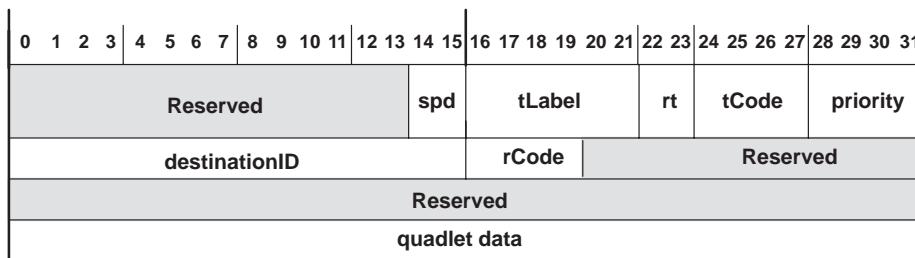 0 1 2 3 4 5 6 7 8 9 10 11 12 13 14 15 16 17 18 19 20 21 22 23 24 25 26 27 28 29 30 31
Reserved spd tLabel rt tCode priority
destinationID rCode Reserved
Reserved
quadlet data